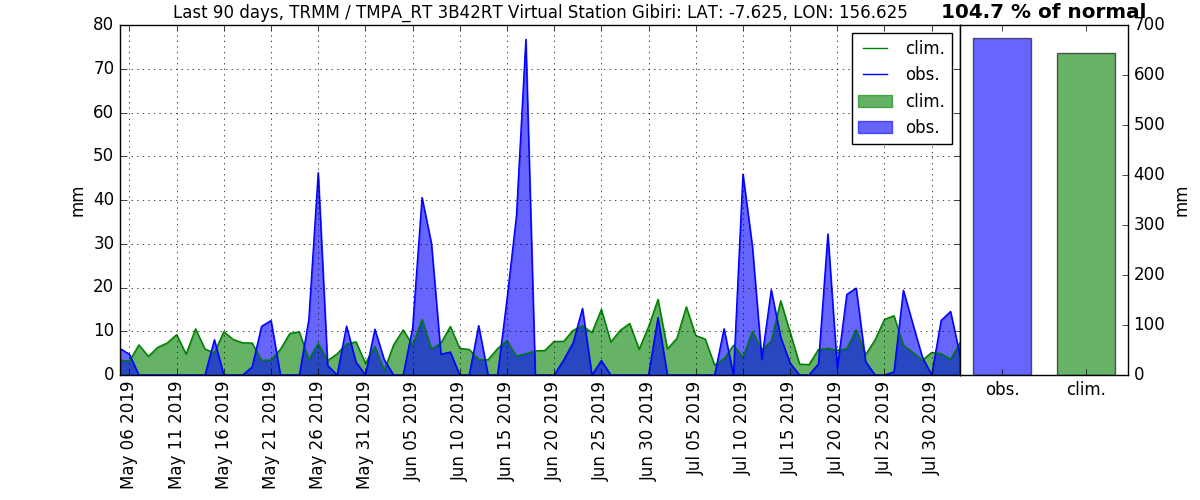 Last 90 days, TRMM / TMPA_RT 3B42RT Virtual Station Gibiri: LAT: -7.625, LON: 156.625
104.7 % of normal
80
70
60
50
40
30
20
10
0
mm
clim.
obs.
clim.
obs.
700
600
500
400
300
200
100
0
mm
obs.
clim.
May 06 2019
May 11 2019
May 16 2019
May 21 2019
May 26 2019
May 31 2019
Jun 05 2019
Jun 10 2019
Jun 15 2019
Jun 20 2019
Jun 25 2019
Jun 30 2019
Jul 05 2019
Jul 10 2019
Jul 15 2019
Jul 20 2019
Jul 25 2019
Jul 30 2019